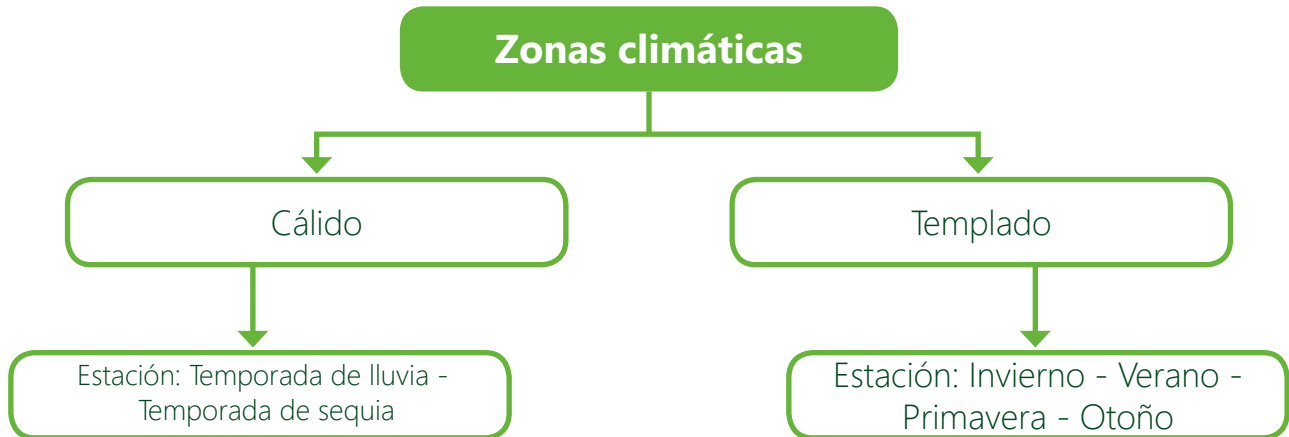 Zonas climáticas
Cálido
Templado
Estación: Temporada de lluvia -
Temporada de sequia
Estación: Invierno - Verano -
Primavera - Otoño